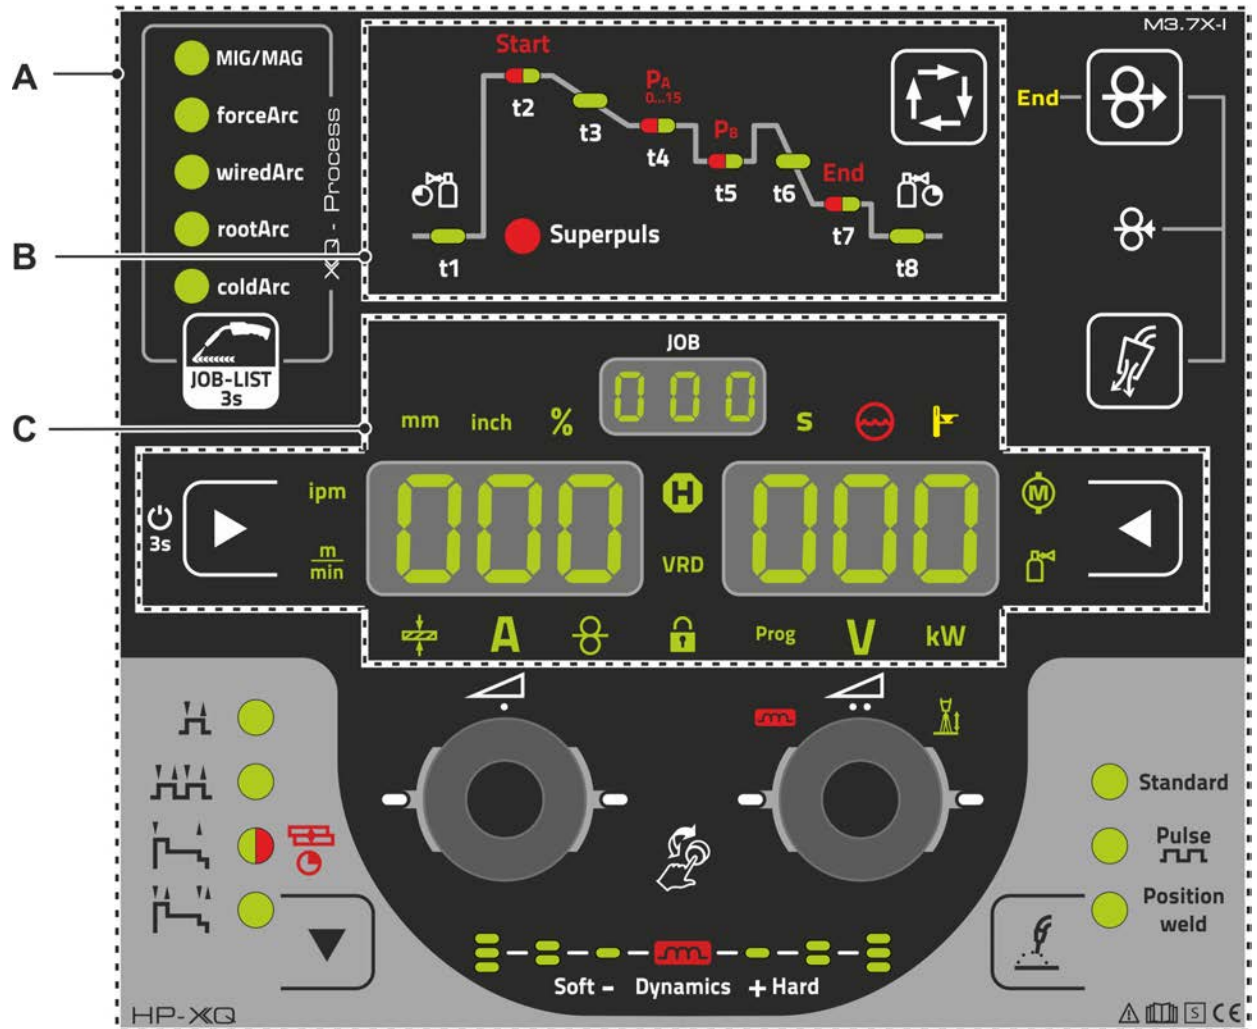 M3.7X-I
A
MIG/MAG
forceArc
wiredArc
rootArc
coldArc
XQ - Process
JOB-LIST
3s
B
Start
t2
t3
PA
0...15
t4
PB
t5
t6
End
t7
t1
Superpuls
t8
End
C
JOB
000
mm
inch
%
s
ipm
000
H
000
M
3s
m
min
VRD
A
Prog
V
kW
Standard
Pulse
Position
weld
Soft - Dynamics + Hard
HP-XQ
S CE